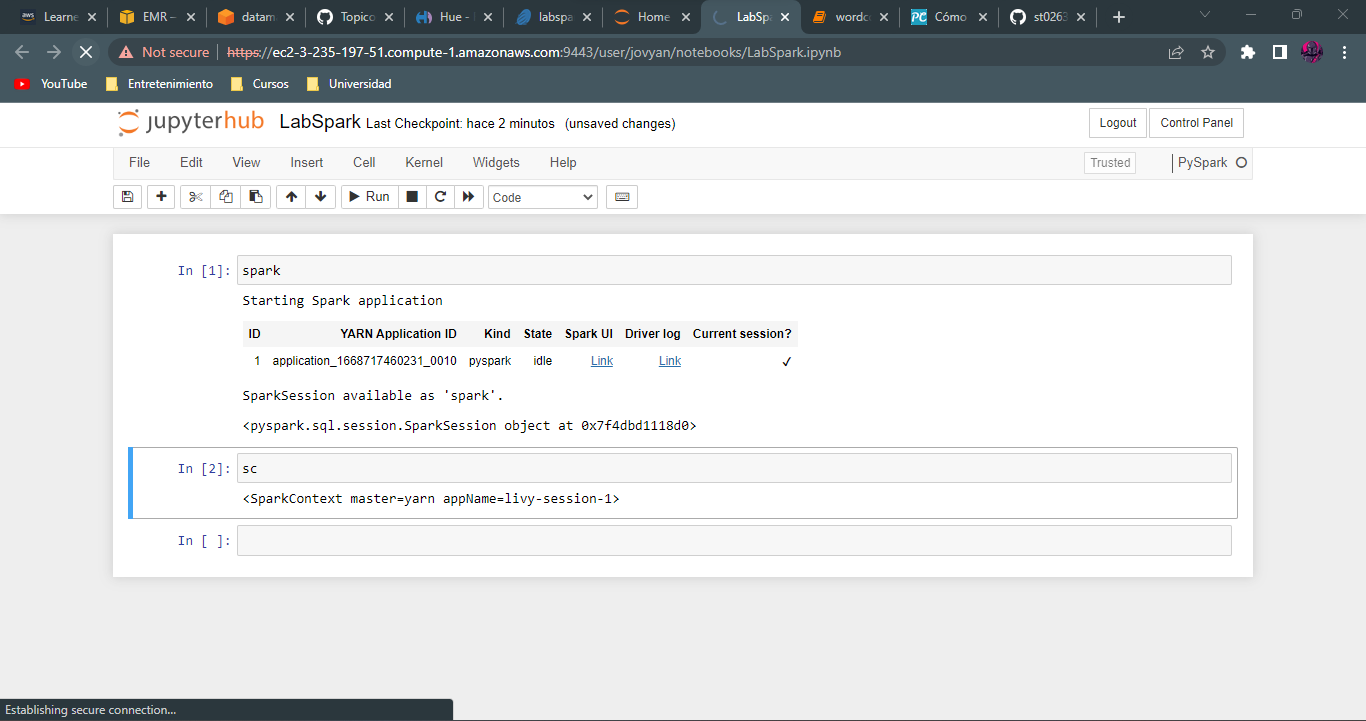 Learne
EMR –
datam
Topico
Hue -
labspa
Home
LabSpa
wordc
Cómo
st0263
Not secure https://ec2-3-235-197-51.compute-1.amazonaws.com:9443/user/jovyan/notebooks/LabSpark.ipynb
YouTube Entretenimiento Cursos Universidad
jupyterhub LabSpark Last Checkpoint: hace 2 minutos (unsaved changes) Logout Control Panel
File Edit View Insert Cell Kernel Widgets Help Trusted PySpark
Run Code
In [1]: spark
Starting Spark application
ID YARN Application ID Kind State Spark UI Driver log Current session?
1 application_1668717460231_0010 pyspark idle Link Link ✓
SparkSession available as 'spark'.
<pyspark.sql.session.SparkSession object at 0x7f4dbd1118d0>
In [2]: sc
<SparkContext master=yarn appName=livy-session-1>
In [ ]:
Establishing secure connection...